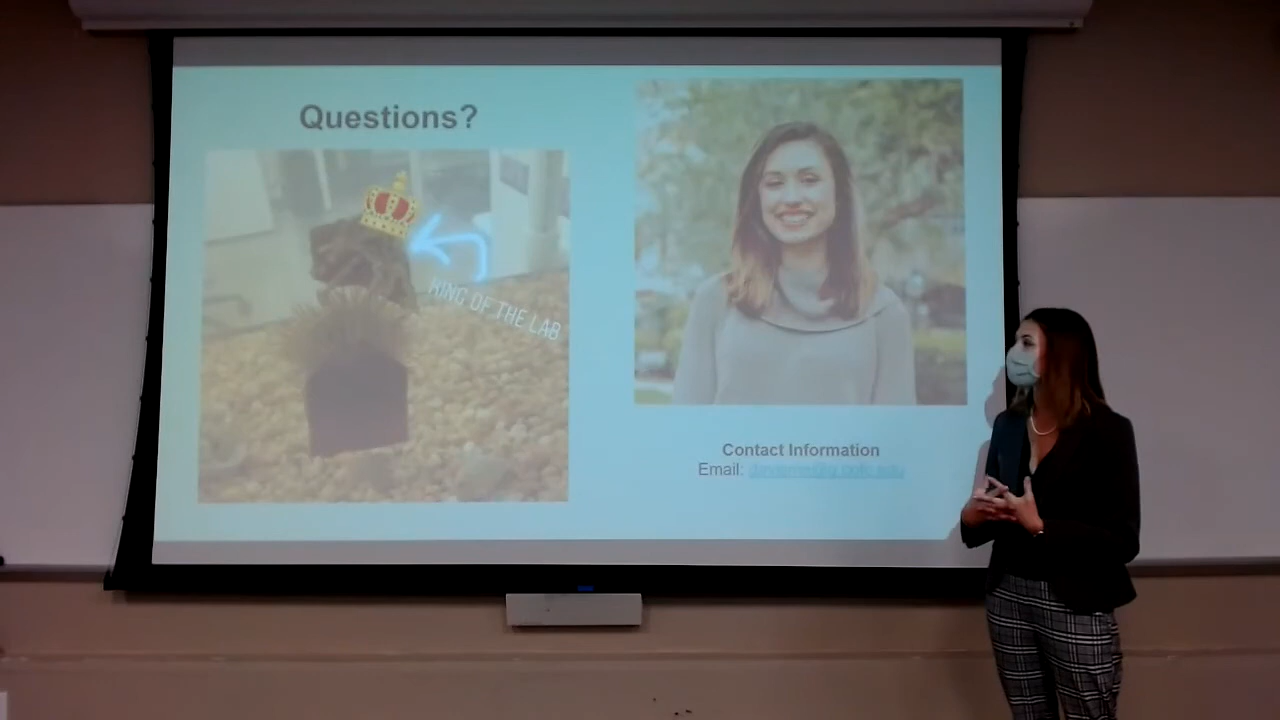 Questions?
KING OF THE LAB
Contact Information
Email: